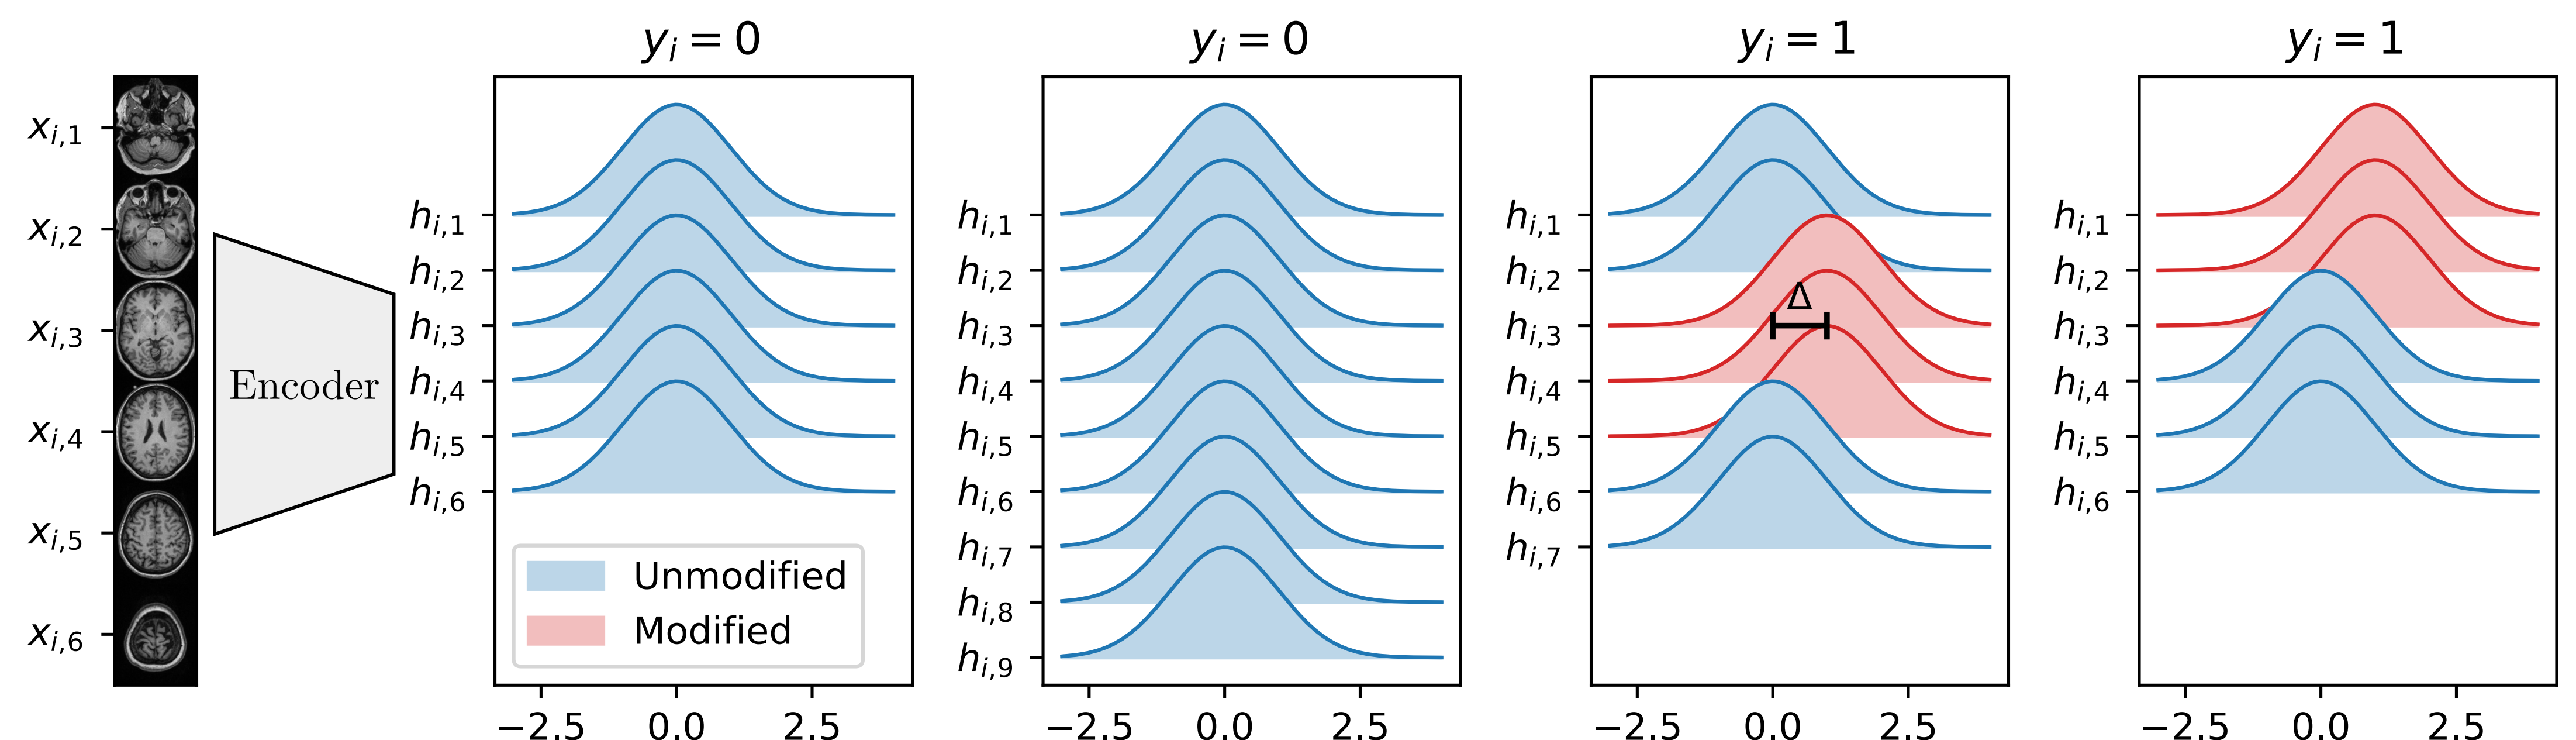 x_{i,1}
x_{i,2}
x_{i,3}
x_{i,4}
x_{i,5}
x_{i,6}
Encoder
y_i = 0
h_{i,1}
h_{i,2}
h_{i,3}
h_{i,4}
h_{i,5}
h_{i,6}
Unmodified
Modified
−2.5 0.0 2.5
y_i = 0
h_{i,1}
h_{i,2}
h_{i,3}
h_{i,4}
h_{i,5}
h_{i,6}
h_{i,7}
h_{i,8}
h_{i,9}
−2.5 0.0 2.5
y_i = 1
h_{i,1}
h_{i,2}
h_{i,3}
h_{i,4}
h_{i,5}
h_{i,6}
h_{i,7}
Δ
−2.5 0.0 2.5
y_i = 1
h_{i,1}
h_{i,2}
h_{i,3}
h_{i,4}
h_{i,5}
h_{i,6}
−2.5 0.0 2.5